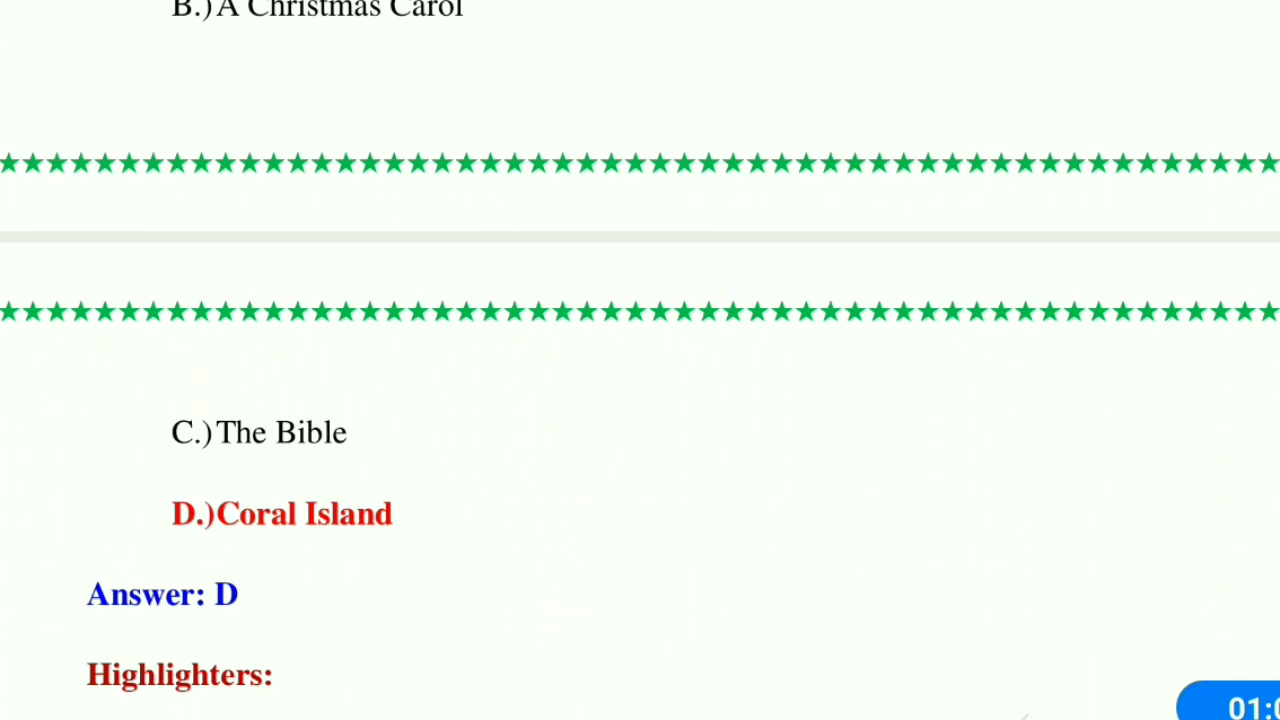 B.) A Christmas Carol
★★★★★★★★★★★★★★★★★★★★★★★★★★★★★★★★★★★★★★★★★★★★★★★★★★★★★
★★★★★★★★★★★★★★★★★★★★★★★★★★★★★★★★★★★★★★★★★★★★★★★★★★★★★
C.) The Bible
D.) Coral Island
Answer: D
Highlighters: